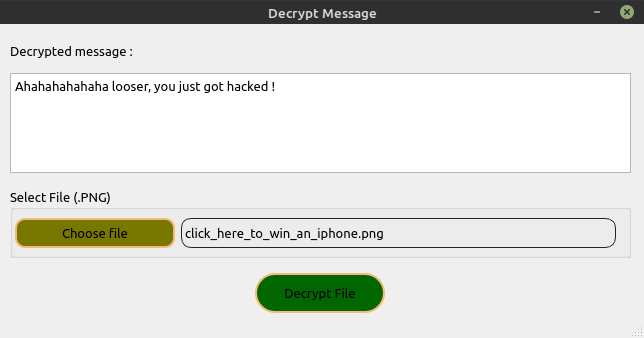 Decrypt Message
Decrypted message :
Ahahahahahaha looser, you just got hacked !
Select File (.PNG)
Choose file
click_here_to_win_an_iphone.png
Decrypt File